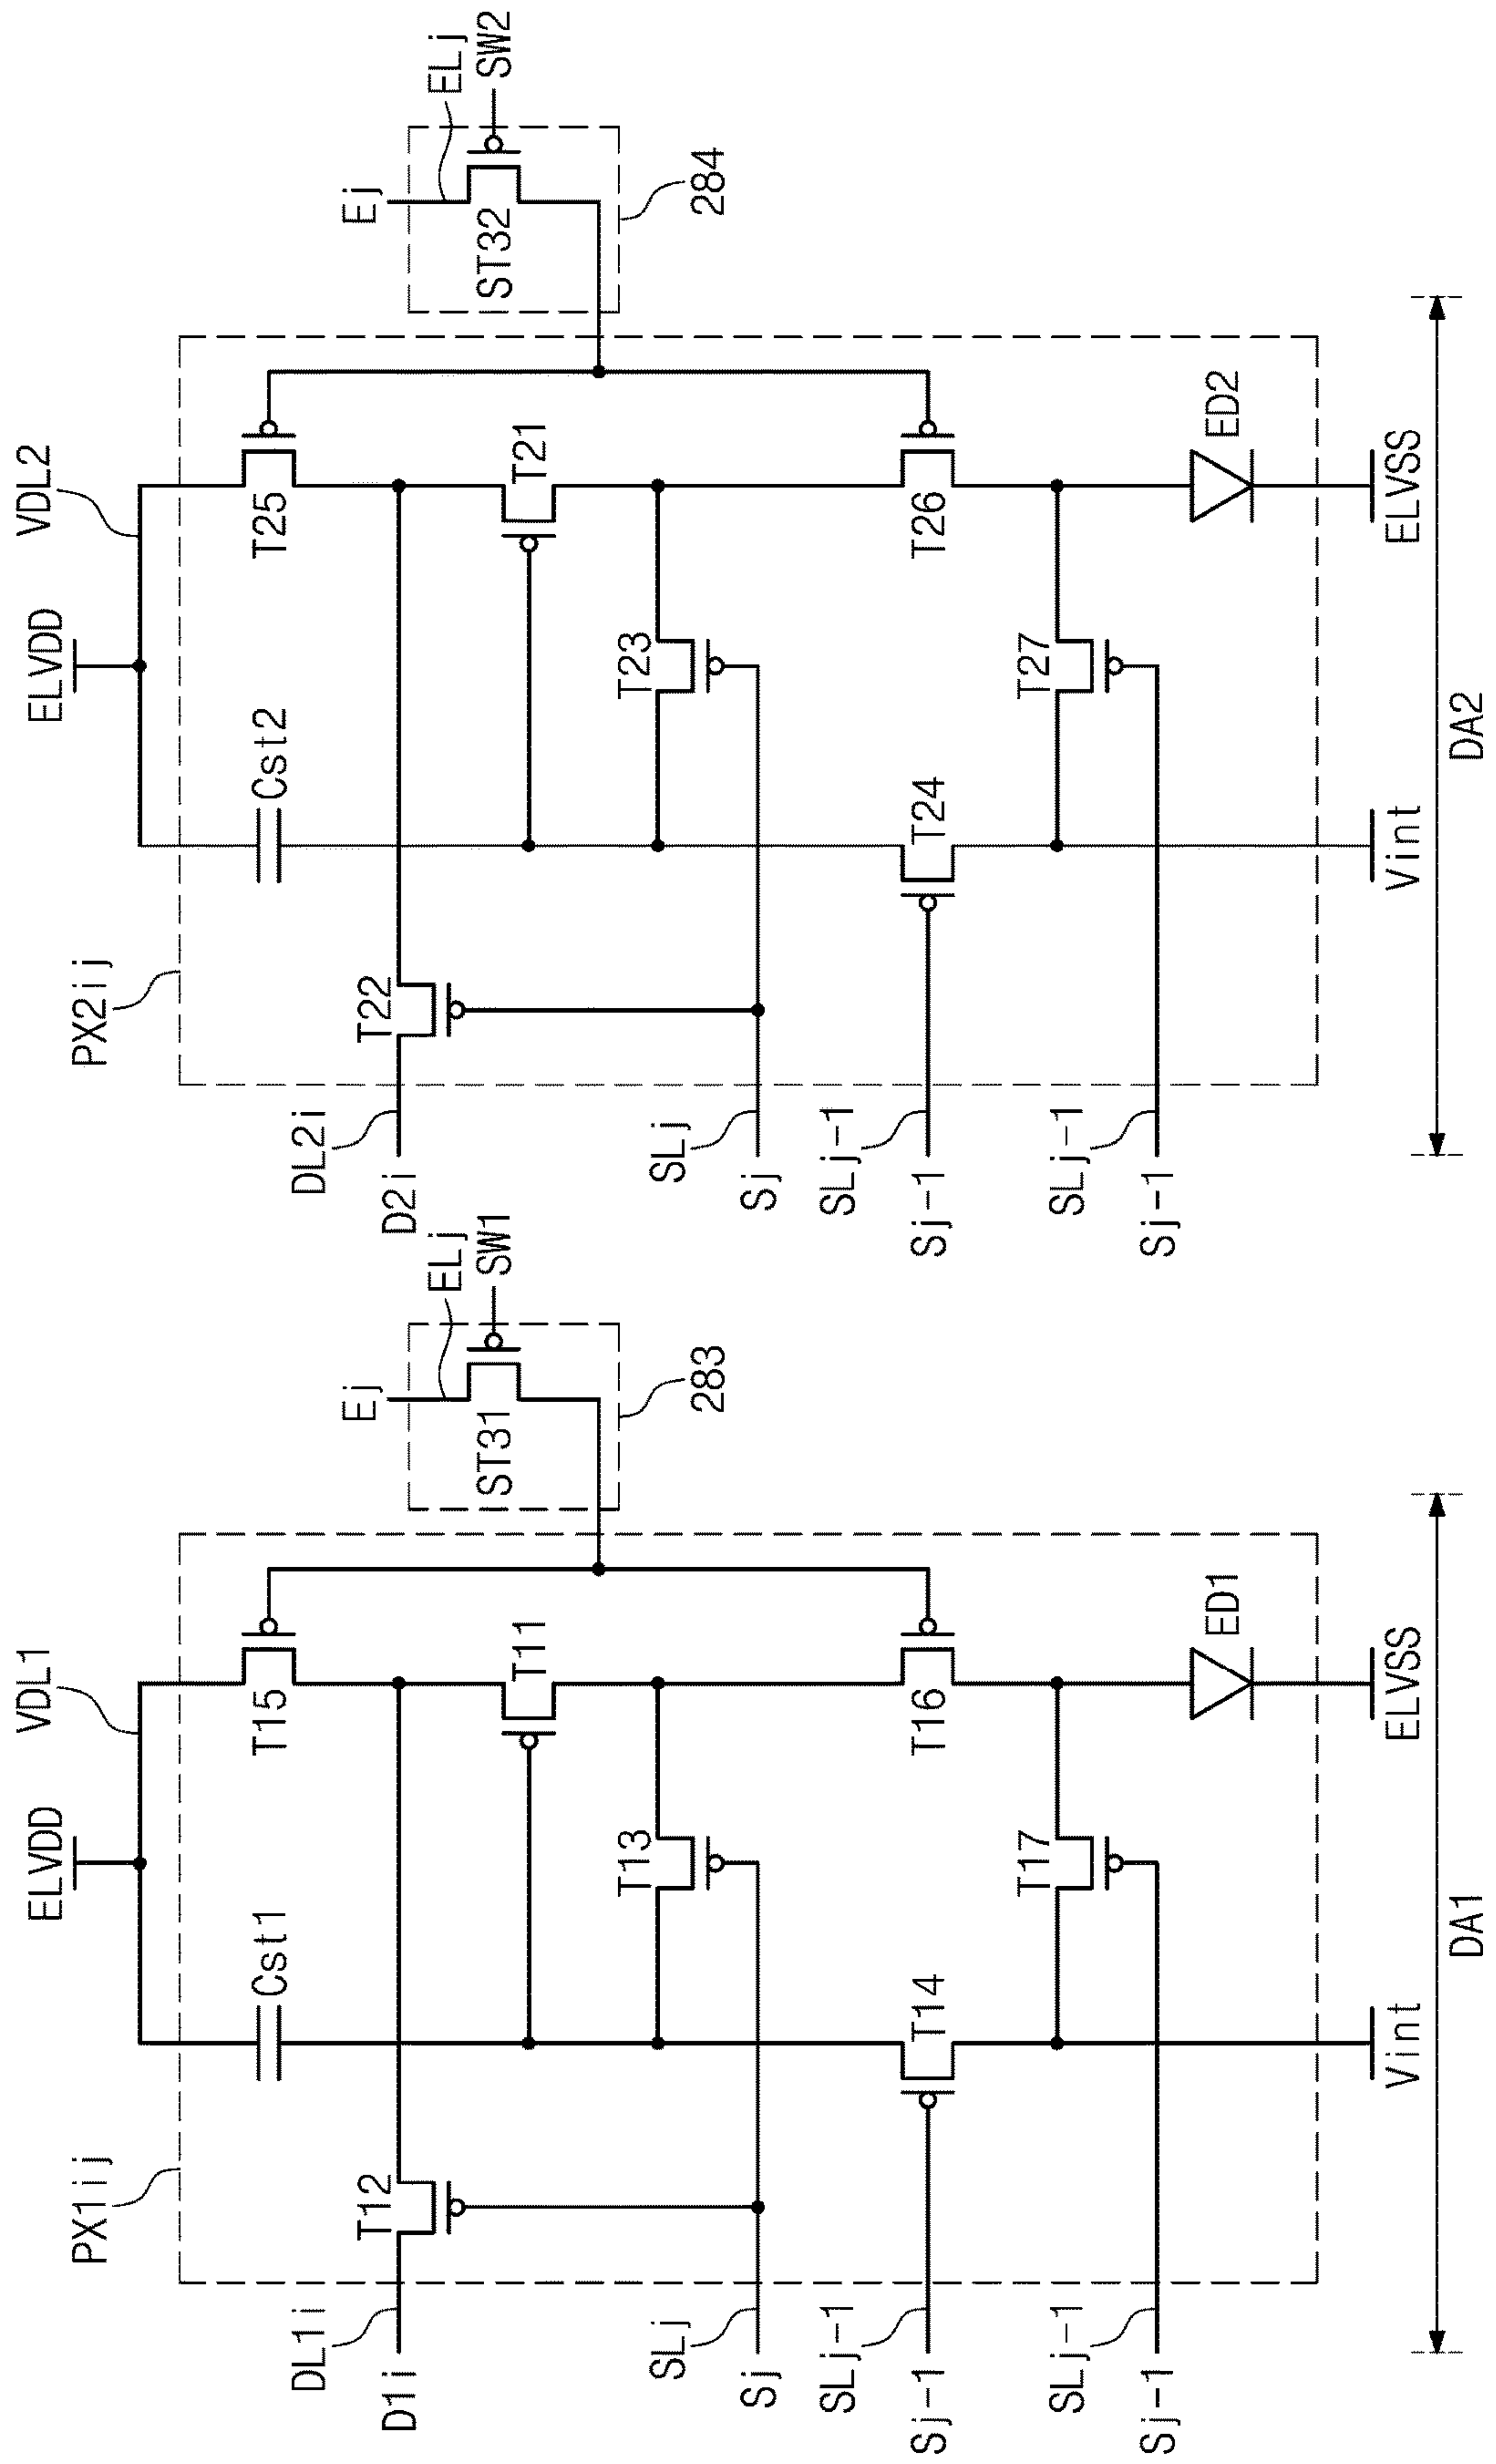 ELVDD
VDL1
PX1ij
Cst1
T15
DL1i
D1i
T12
T11
Ej
ELj
SW1
ST31
283
SLj
Sj
T13
SLj-1
Sj-1
T14
T16
SLj-1
Sj-1
T17
ED1
Vint
ELVSS
DA1
ELVDD
VDL2
PX2ij
Cst2
T25
DL2i
D2i
T22
T21
Ej
ELj
SW2
ST32
284
SLj
Sj
T23
SLj-1
Sj-1
T24
T26
SLj-1
Sj-1
T27
ED2
Vint
ELVSS
DA2